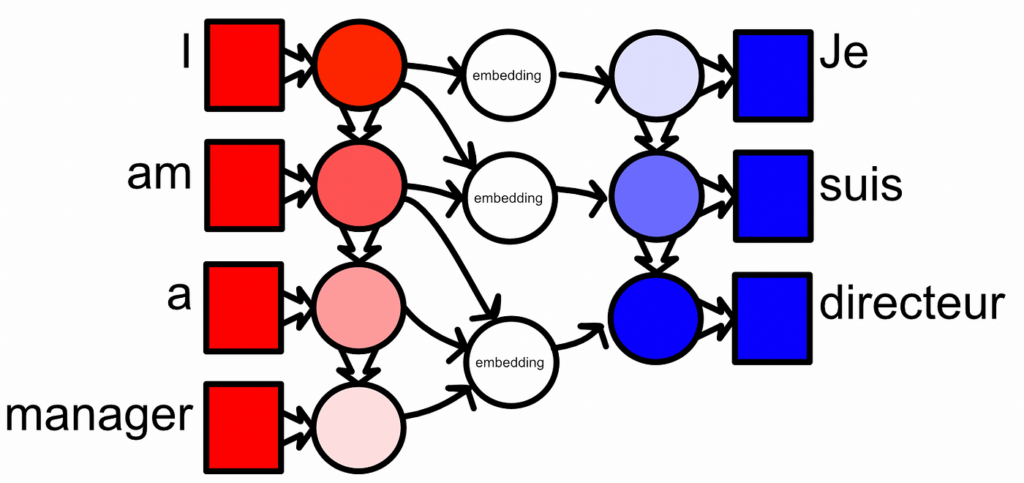 I
am
a
manager
embedding
embedding
embedding
Je
suis
directeur